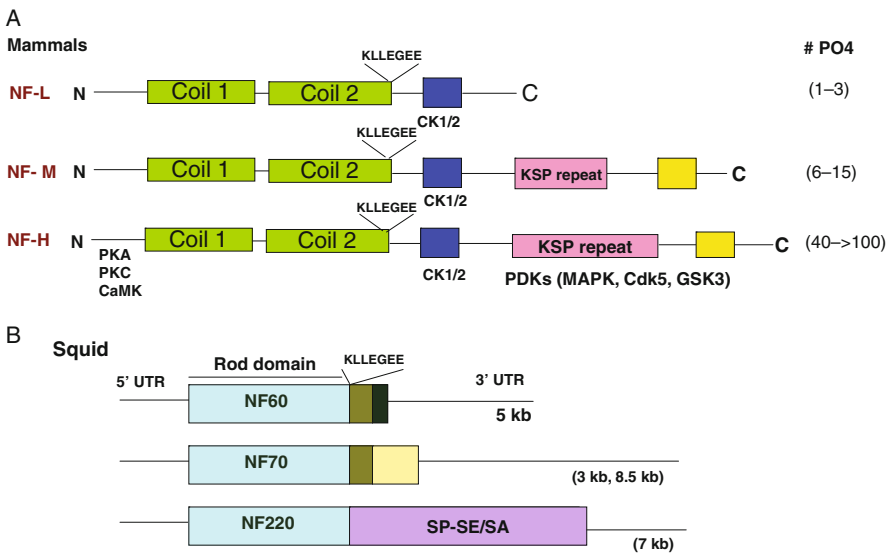 A
Mammals # PO4
KLLEGEE
NF-L N Coil 1 Coil 2 C (1–3)
CK1/2
KLLEGEE
NF- M N Coil 1 Coil 2 KSP repeat C (6–15)
CK1/2
KLLEGEE
NF-H N Coil 1 Coil 2 KSP repeat C (40–>100)
PKA
PKC
CaMK
CK1/2
PDKs (MAPK, Cdk5, GSK3)
B
Squid
5’ UTR Rod domain KLLEGEE 3’ UTR
NF60 5 kb
NF70
(3 kb, 8.5 kb)
NF220 SP-SE/SA
(7 kb)